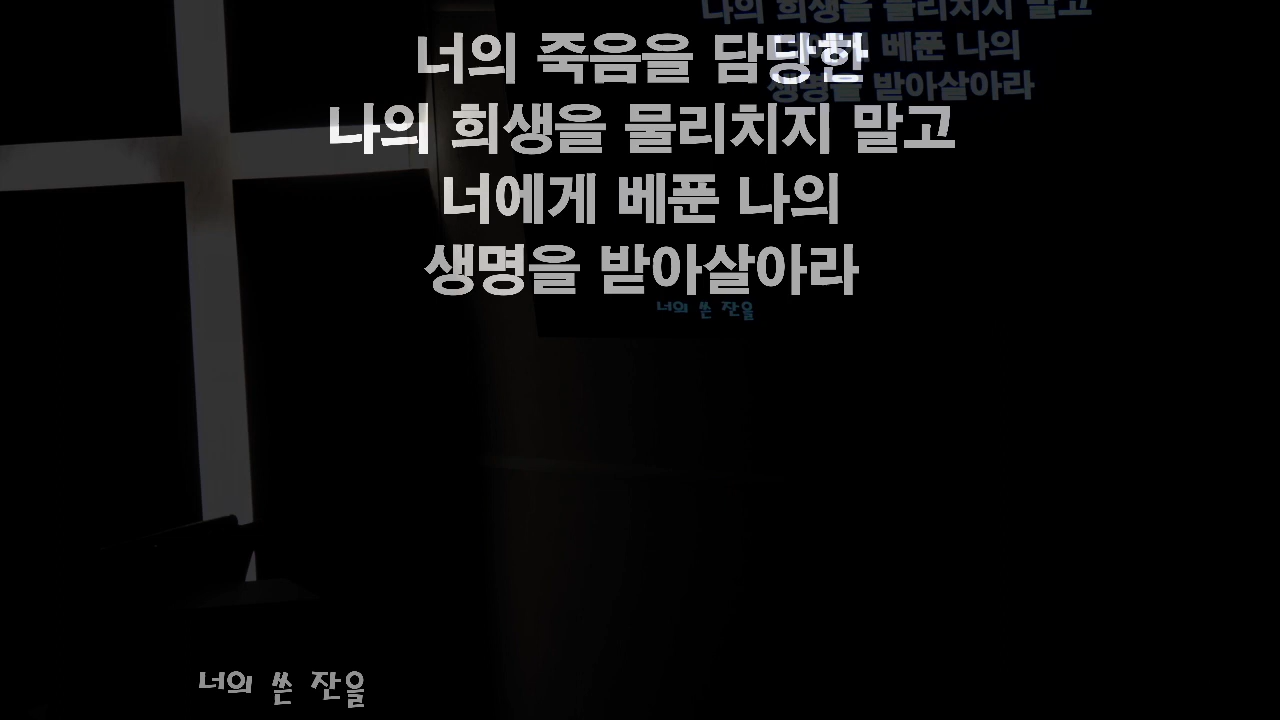 나의 희생을 물리치지 말고
베푼 나의
생명을 받아살아라
너의 죽음을 담당한
나의 희생을 물리치지 말고
너에게 베푼 나의
생명을 받아살아라
너의 쓴 잔을
너의 쓴 잔을